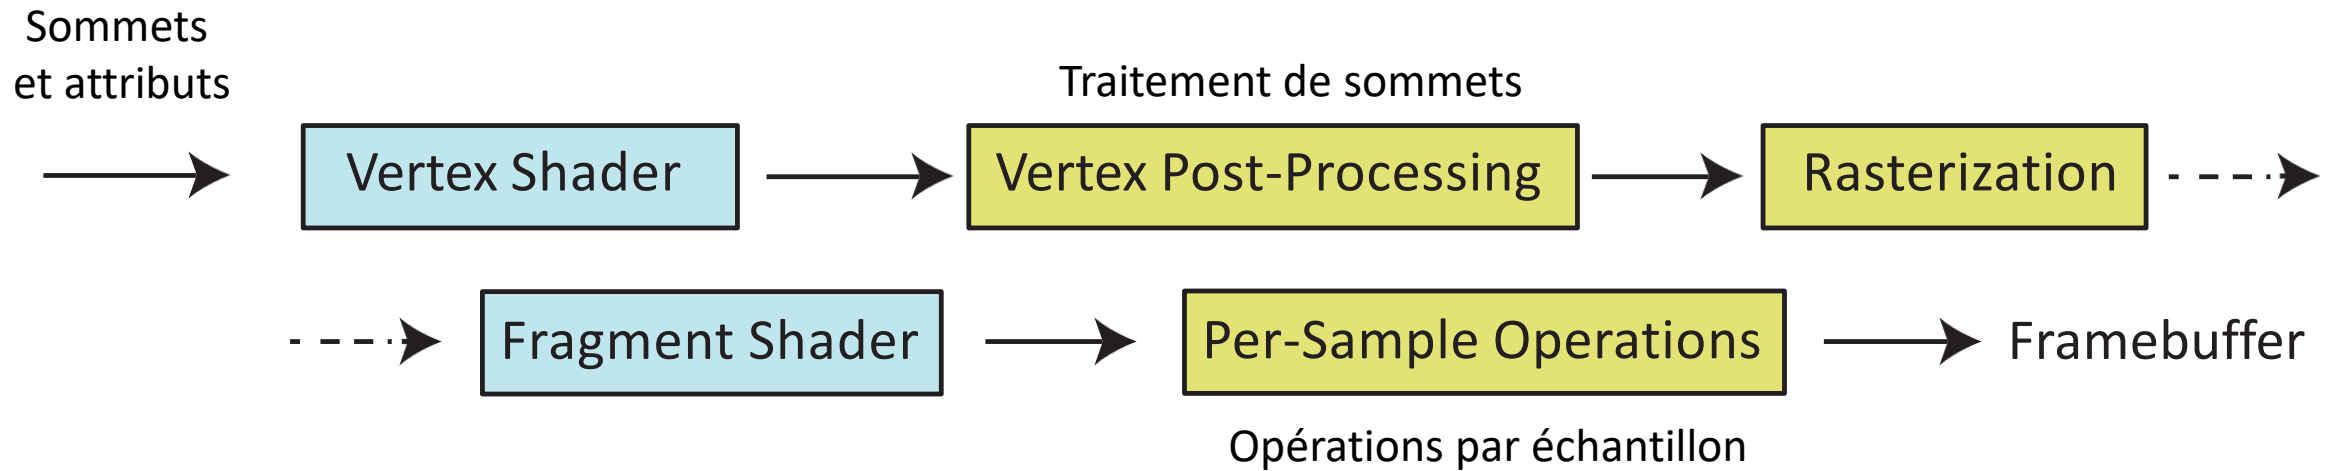 Sommets
et attributs
Traitement de sommets
Vertex Shader
Vertex Post-Processing
Rasterization
Fragment Shader
Per-Sample Operations
Framebuffer
Opérations par échantillon